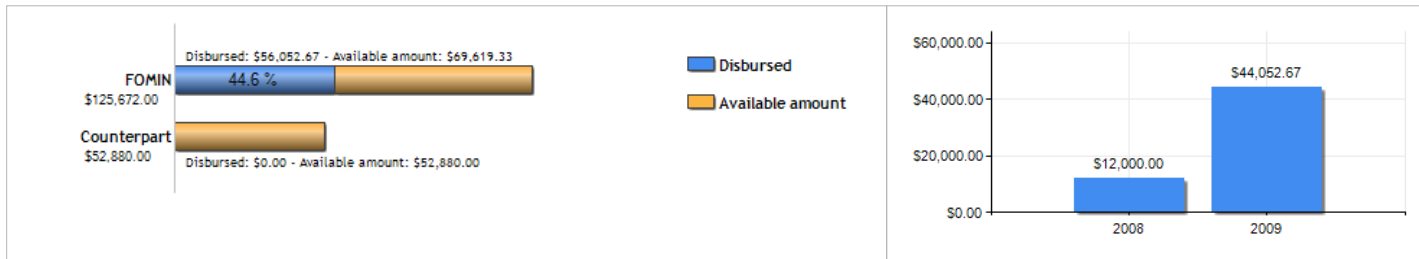 Disbursed: $56,052.67 - Available amount: $69,619.33
FOMIN
44.6 %
$125,672.00
Counterpart
$52,880.00
Disbursed: $0.00 - Available amount: $52,880.00
Disbursed
Available amount
$60,000.00
$44,052.67
$40,000.00
$20,000.00
$12,000.00
$0.00
2008
2009